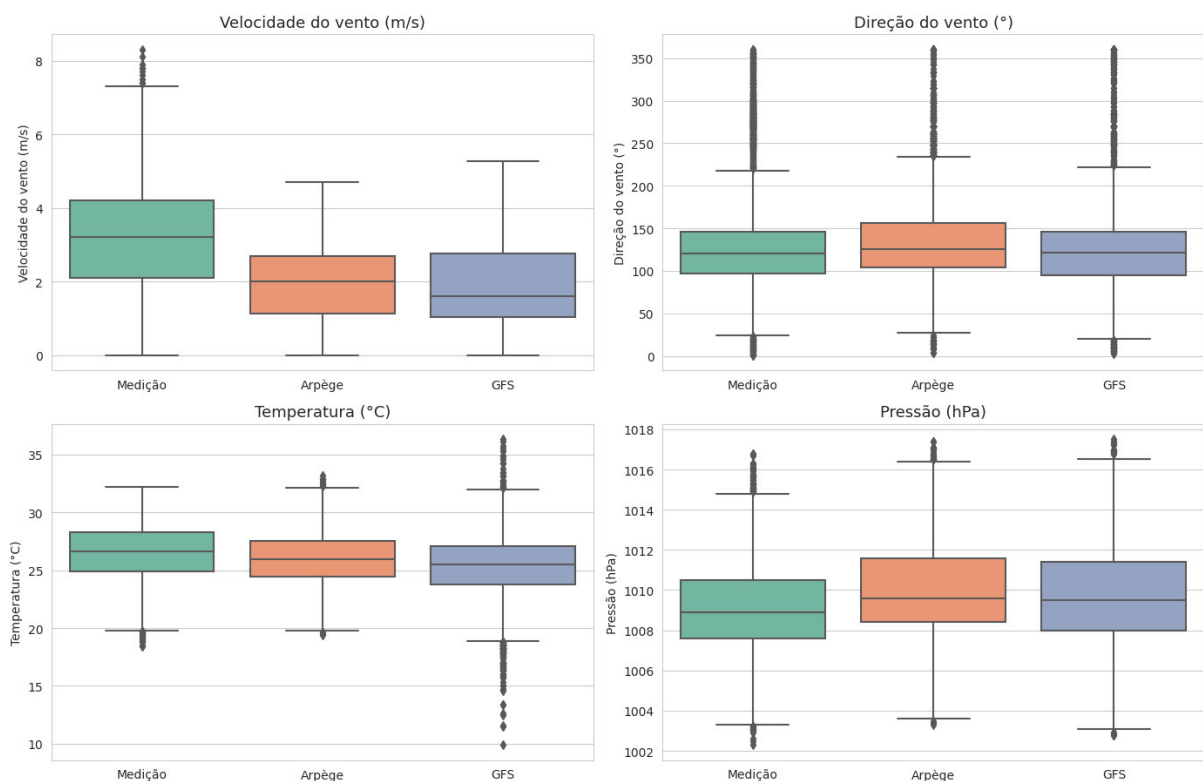 Velocidade do vento (m/s)
Velocidade do vento (m/s)
8
6
4
2
0
Medição Arpège GFS
Direção do vento (°)
Direção do vento (°)
350
300
250
200
150
100
50
0
Medição Arpège GFS
Temperatura (°C)
Temperatura (°C)
35
30
25
20
15
10
Medição Arpège GFS
Pressão (hPa)
Pressão (hPa)
1018
1016
1014
1012
1010
1008
1006
1004
1002
Medição Arpège GFS